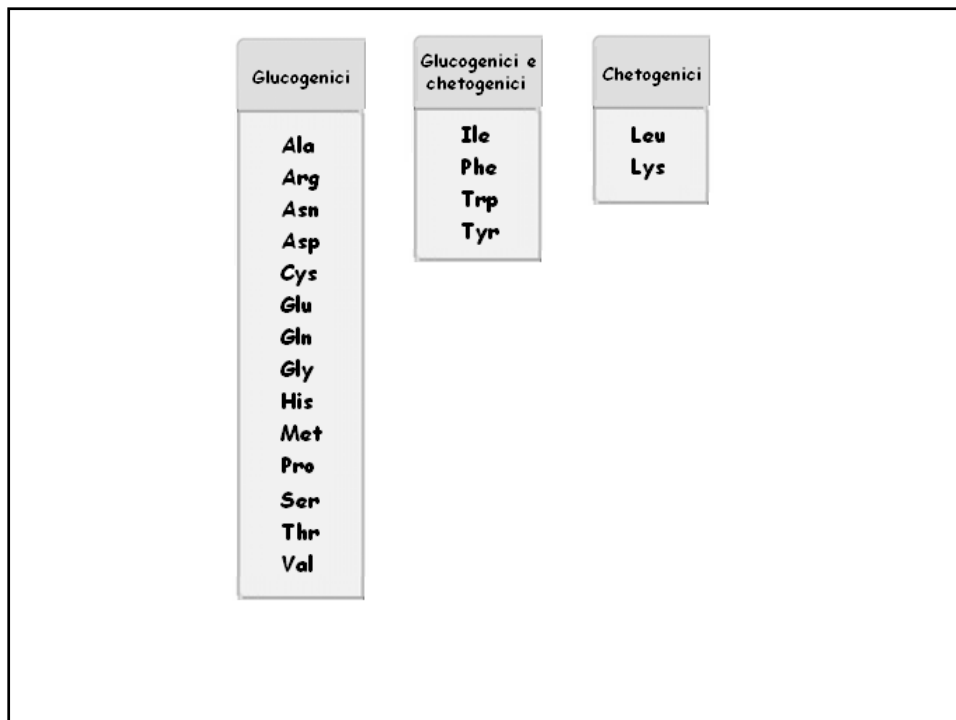 Glucogenici
Ala
Arg
Asn
Asp
Cys
Glu
Gln
Gly
His
Met
Pro
Ser
Thr
Val
Glucogenici e
chetogenici
Ile
Phe
Trp
Tyr
Chetogenici
Leu
Lys